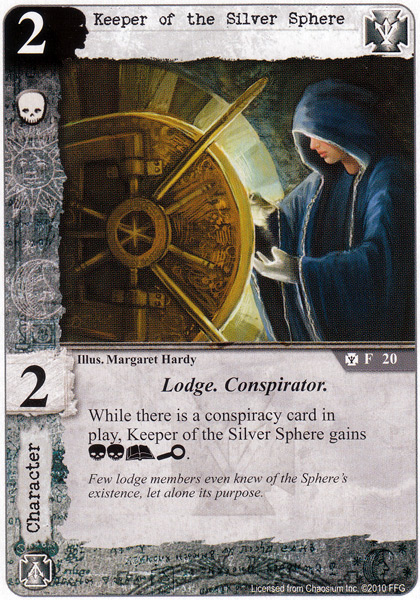 2
Keeper of the Silver Sphere
Illus. Margaret Hardy
F 20
2
Lodge. Conspirator.
While there is a conspiracy card in
play, Keeper of the Silver Sphere gains
.
Few lodge members even knew of the Sphere's
existence, let alone its purpose.
Character
Licensed from Chaosium Inc. ©2010 FFG